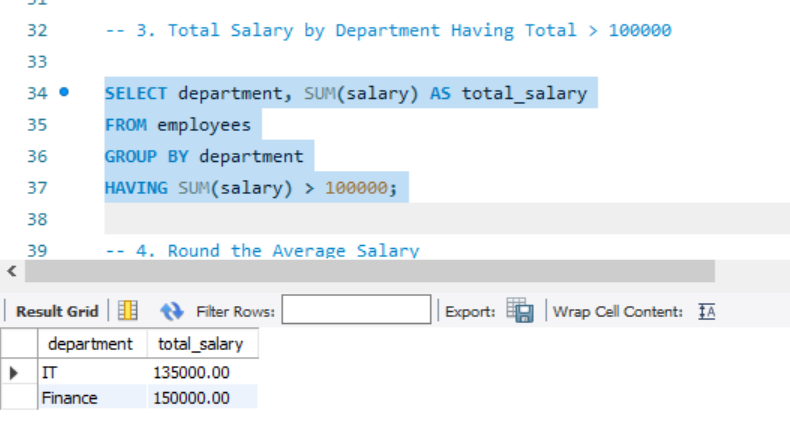 31
32 -- 3. Total Salary by Department Having Total > 100000
33
34 SELECT department, SUM(salary) AS total_salary
35 FROM employees
36 GROUP BY department
37 HAVING SUM(salary) > 100000;
38
39 -- 4. Round the Average Salary
Result Grid Filter Rows: Export: Wrap Cell Content: IA
department total_salary
IT 135000.00
Finance 150000.00